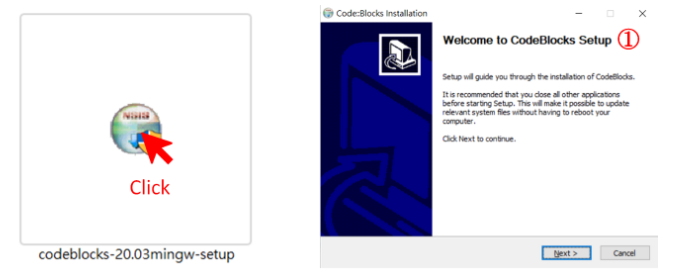 Click
codeblocks-20.03mingw-setup
Code::Blocks Installation
Welcome to CodeBlocks Setup ①
Setup will guide you through the installation of CodeBlocks.
It is recommended that you close all other applications
before starting Setup. This will make it possible to update
relevant system files without having to reboot your
computer.
Click Next to continue.
Next >
Cancel